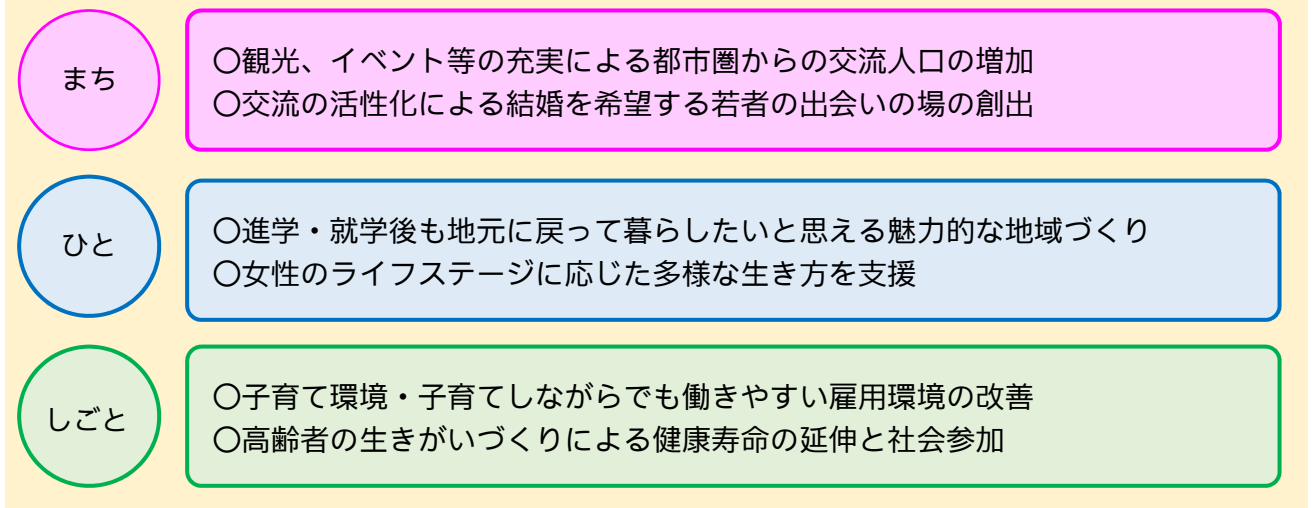 まち
〇観光、イベント等の充実による都市圏からの交流人口の増加
〇交流の活性化による結婚を希望する若者の出会いの場の創出
ひと
〇進学・就学後も地元に戻って暮らしたいと思える魅力的な地域づくり
〇女性のライフステージに応じた多様な生き方を支援
しごと
〇子育て環境・子育てしながらでも働きやすい雇用環境の改善
〇高齢者の生きがいづくりによる健康寿命の延伸と社会参加